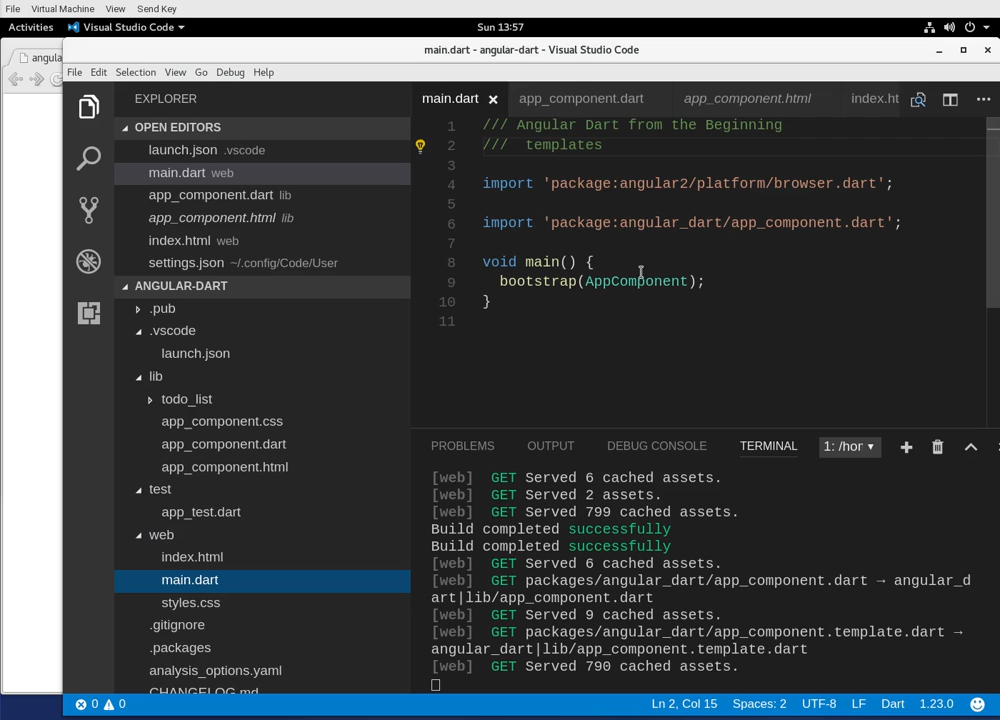 File Virtual Machine View Send Key
Activities Visual Studio Code Sun 13:57
angula
main.dart - angular-dart - Visual Studio Code
File Edit Selection View Go Debug Help
EXPLORER
OPEN EDITORS
launch.json .vscode
main.dart web
app_component.dart lib
app_component.html lib
index.html web
settings.json ~/.config/Code/User
ANGULAR-DART
.pub
.vscode
launch.json
lib
todo_list
app_component.css
app_component.dart
app_component.html
test
app_test.dart
web
index.html
main.dart
styles.css
.gitignore
.packages
analysis_options.yaml
CHANGELOG.md
main.dart app_component.dart app_component.html index.ht
1 /// Angular Dart from the Beginning
2 ///  templates
3
4 import 'package:angular2/platform/browser.dart';
5
6 import 'package:angular_dart/app_component.dart';
7
8 void main() {
9   bootstrap(AppComponent);
10 }
11
PROBLEMS OUTPUT DEBUG CONSOLE TERMINAL 1: /hor
[web]  GET Served 6 cached assets.
[web]  GET Served 2 assets.
[web]  GET Served 799 cached assets.
Build completed successfully
Build completed successfully
[web]  GET Served 6 cached assets.
[web]  GET packages/angular_dart/app_component.dart → angular_d
art|lib/app_component.dart
[web]  GET Served 9 cached assets.
[web]  GET packages/angular_dart/app_component.template.dart →
angular_dart|lib/app_component.template.dart
[web]  GET Served 790 cached assets.
0 0 Ln 2, Col 15 Spaces: 2 UTF-8 LF Dart 1.23.0